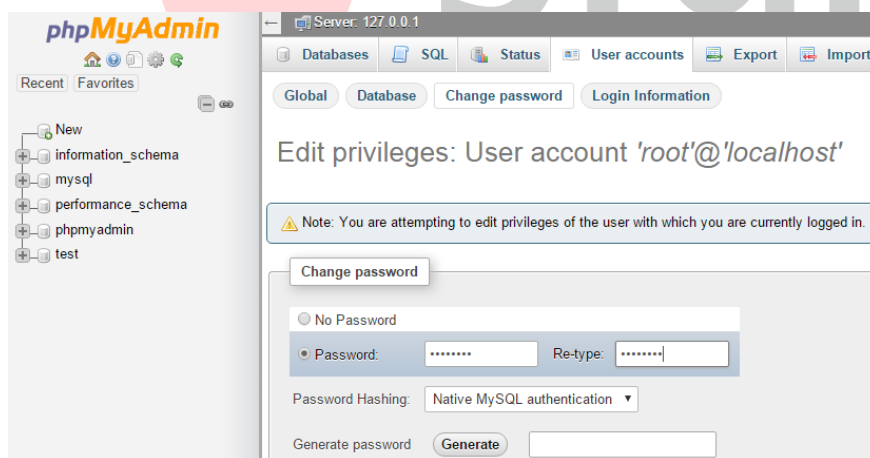 phpMyAdmin
Recent Favorites
New
information_schema
mysql
performance_schema
phpmyadmin
test
Server: 127.0.0.1
Databases SQL Status User accounts Export Import
Global Database Change password Login Information
Edit privileges: User account 'root'@'localhost'
Note: You are attempting to edit privileges of the user with which you are currently logged in.
Change password
No Password
Password: •••••••• Re-type: ••••••••
Password Hashing: Native MySQL authentication
Generate password Generate